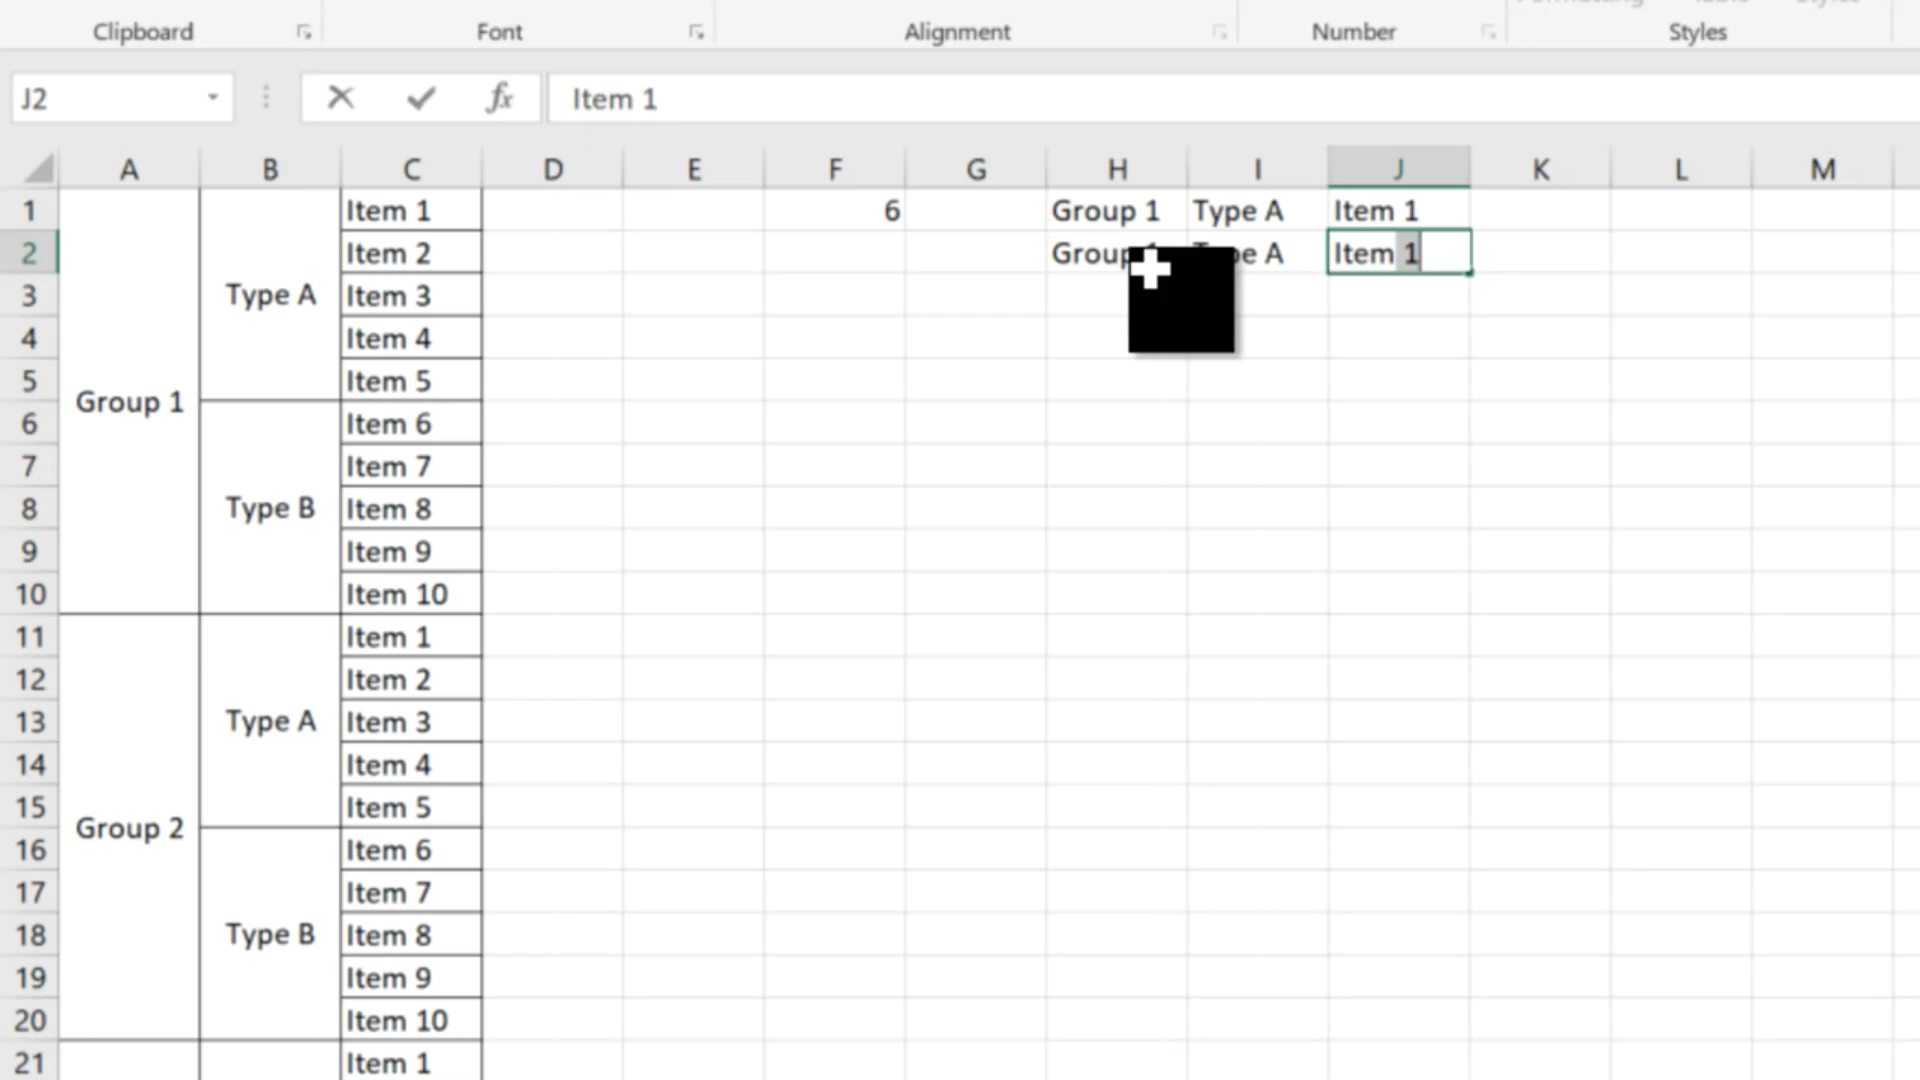 Clipboard Font Alignment Number Styles
J2 fx Item 1
A B C D E F G H I J K L M
1 Item 1 6 Group 1 Type A Item 1
2 Item 2 Item 1
3 Type A Item 3
4 Item 4
5 Item 5
Group 1
6 Item 6
7 Item 7
8 Type B Item 8
9 Item 9
10 Item 10
11 Item 1
12 Item 2
13 Type A Item 3
14 Item 4
15 Item 5
Group 2
16 Item 6
17 Item 7
18 Type B Item 8
19 Item 9
20 Item 10
21 Item 1